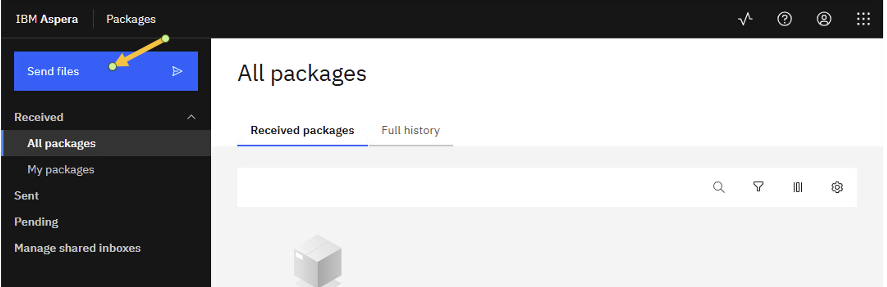 IBM Aspera Packages
Send files
Received
All packages
My packages
Sent
Pending
Manage shared inboxes
All packages
Received packages Full history